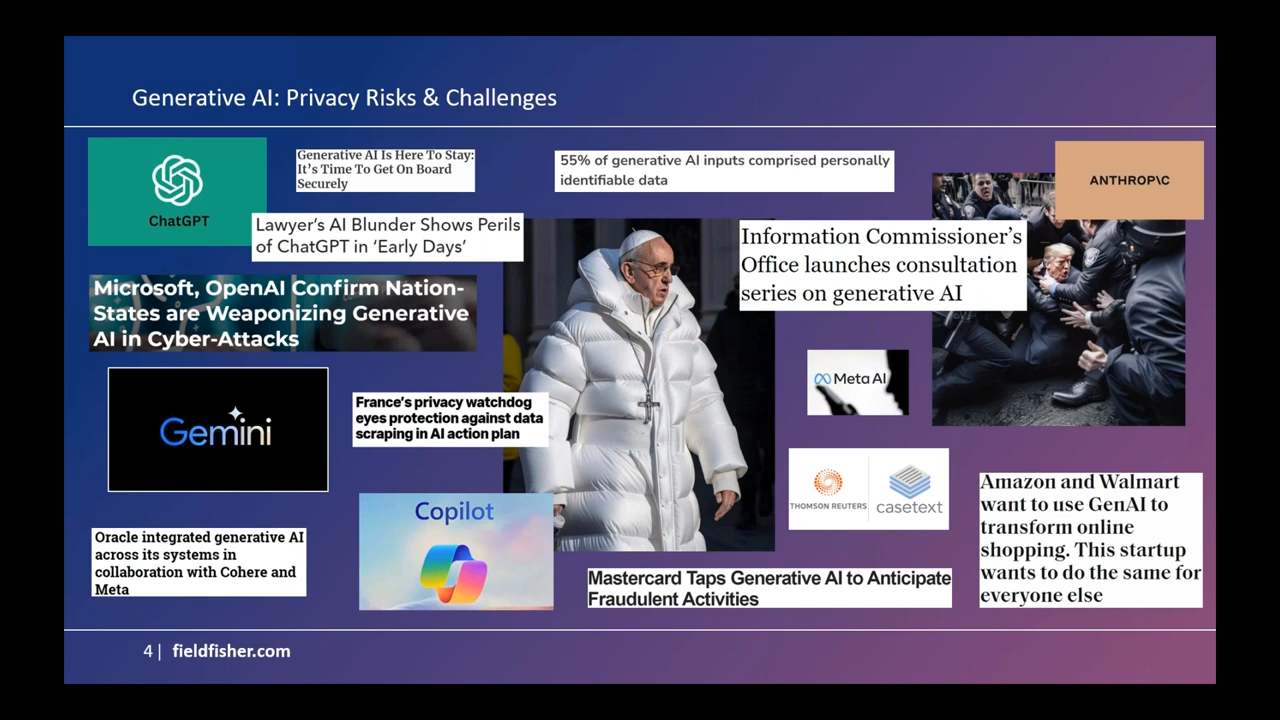 Generative AI: Privacy Risks & Challenges
ChatGPT
Generative AI Is Here To Stay:
It's Time To Get On Board
Securely
55% of generative AI inputs comprised personally
identifiable data
ANTHROP\C
Lawyer's AI Blunder Shows Perils
of ChatGPT in 'Early Days'
Information Commissioner's
Office launches consultation
series on generative AI
Microsoft, OpenAI Confirm Nation-
States are Weaponizing Generative
AI in Cyber-Attacks
Meta AI
Gemini
France's privacy watchdog
eyes protection against data
scraping in AI action plan
THOMSON REUTERS
casetext
Amazon and Walmart
want to use GenAI to
transform online
shopping. This startup
wants to do the same for
everyone else
Copilot
Oracle integrated generative AI
across its systems in
collaboration with Cohere and
Meta
Mastercard Taps Generative AI to Anticipate
Fraudulent Activities
4 | fieldfisher.com